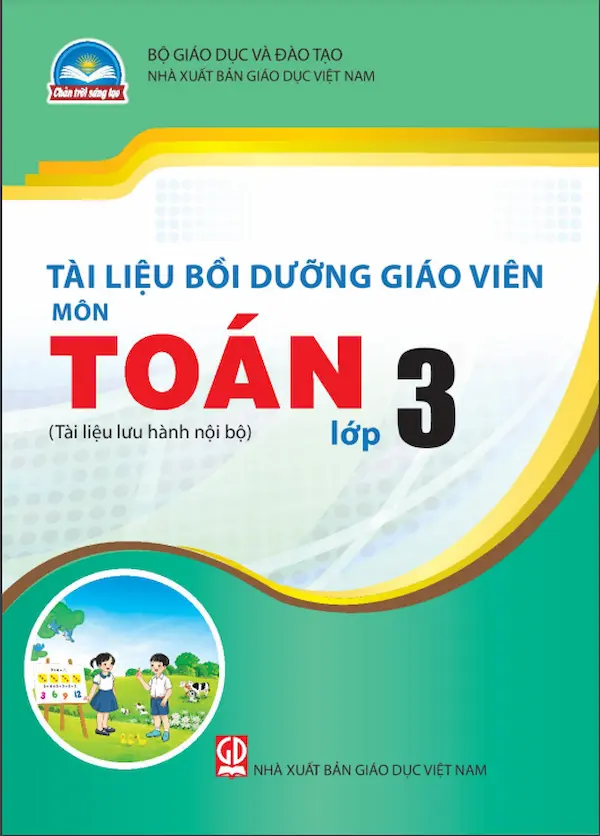 BỘ GIÁO DỤC VÀ ĐÀO TẠO
NHÀ XUẤT BẢN GIÁO DỤC VIỆT NAM
Chân trời sáng tạo
TÀI LIỆU BỒI DƯỠNG GIÁO VIÊN
MÔN
TOÁN
lớp 3
(Tài liệu lưu hành nội bộ)
3 6 9 12
GD
NHÀ XUẤT BẢN GIÁO DỤC VIỆT NAM